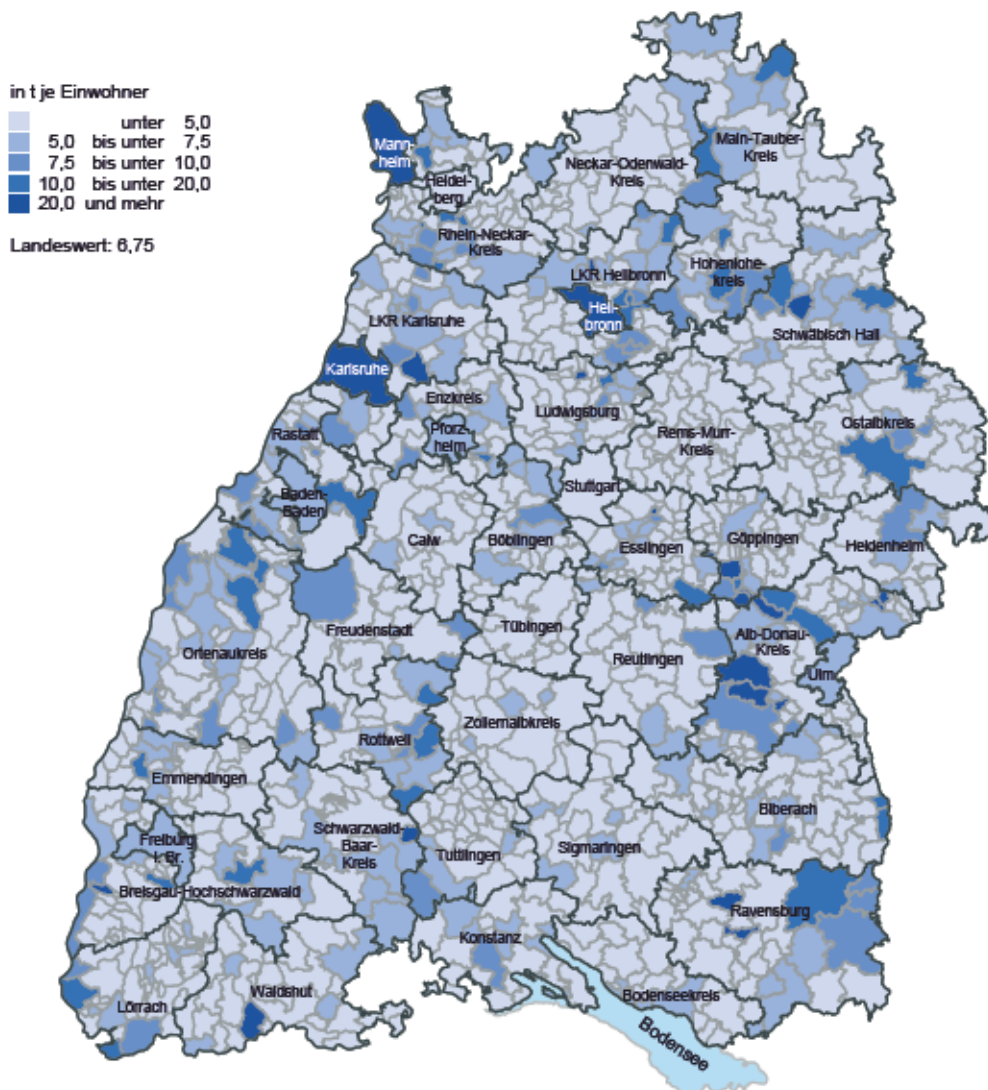 in t je Einwohner
unter 5,0
5,0 bis unter 7,5
7,5 bis unter 10,0
10,0 bis unter 20,0
20,0 und mehr
Landeswert: 6,75
Mann-
heim
Heidel-
berg
Neckar-Odenwald-
Kreis
Main-Tauber-
Kreis
Rhein-Neckar-
Kreis
LKR Heilbronn
Hohenlohe-
kreis
Heil-
bronn
LKR Karlsruhe
Schwäbisch Hall
Karlsruhe
Enzkreis
Ludwigsburg
Ostalbkreis
Rastatt
Pforz-
heim
Rems-Murr-
Kreis
Stuttgart
Baden-
Baden
Calw
Böblingen
Esslingen
Göppingen
Heidenheim
Freudenstadt
Tübingen
Alb-Donau-
Kreis
Ortenaukreis
Reutlingen
Ulm
Zollernalbkreis
Rottweil
Emmendingen
Biberach
Schwarzwald-
Baar-
Kreis
Freiburg
i. Br.
Tuttlingen
Sigmaringen
Breisgau-Hochschwarzwald
Ravensburg
Konstanz
Waldshut
Lörrach
Bodenseekreis
Bodensee